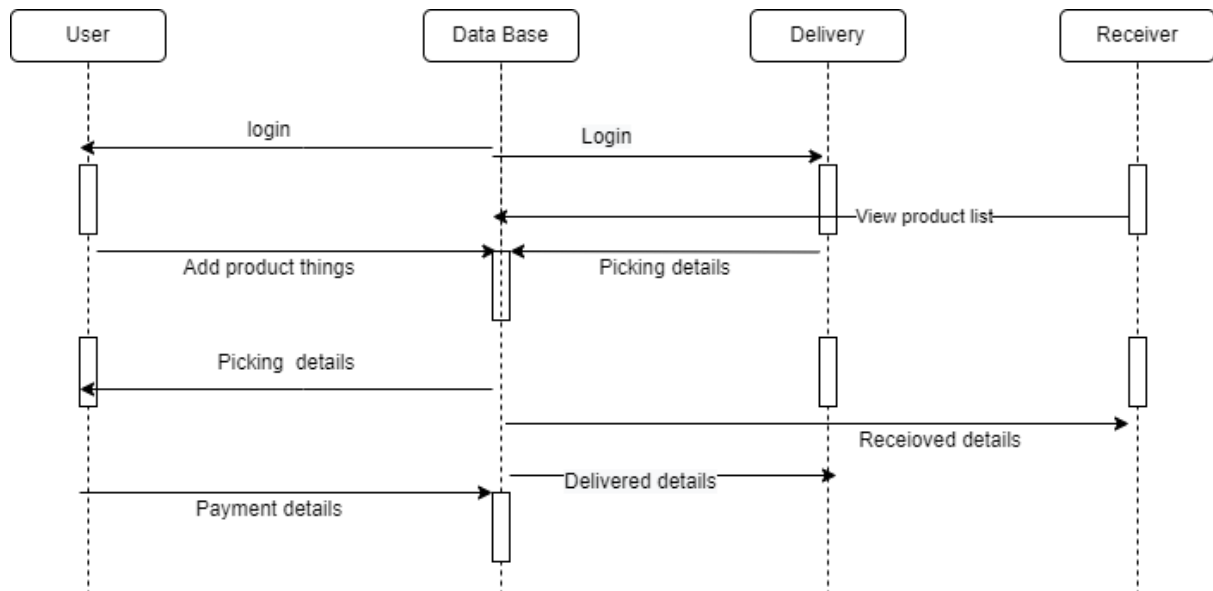 User
Data Base
Delivery
Receiver
login
Login
View product list
Add product things
Picking details
Picking details
Receioved details
Delivered details
Payment details